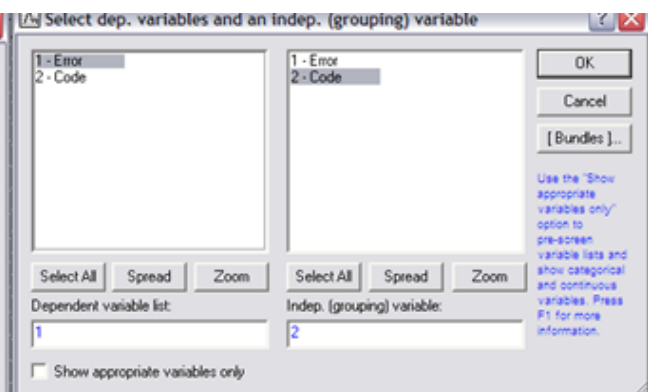 Select dep. variables and an indep. (grouping) variable
1 - Error
2 - Code
1 - Error
2 - Code
OK
Cancel
[ Bundles ]...
Use the "Show
appropriate
variables only"
option to
pre-screen
variable lists and
show categorical
and continuous
variables. Press
F1 for more
information.
Select All Spread Zoom
Select All Spread Zoom
Dependent variable list:
1
Indep. (grouping) variable:
2
Show appropriate variables only